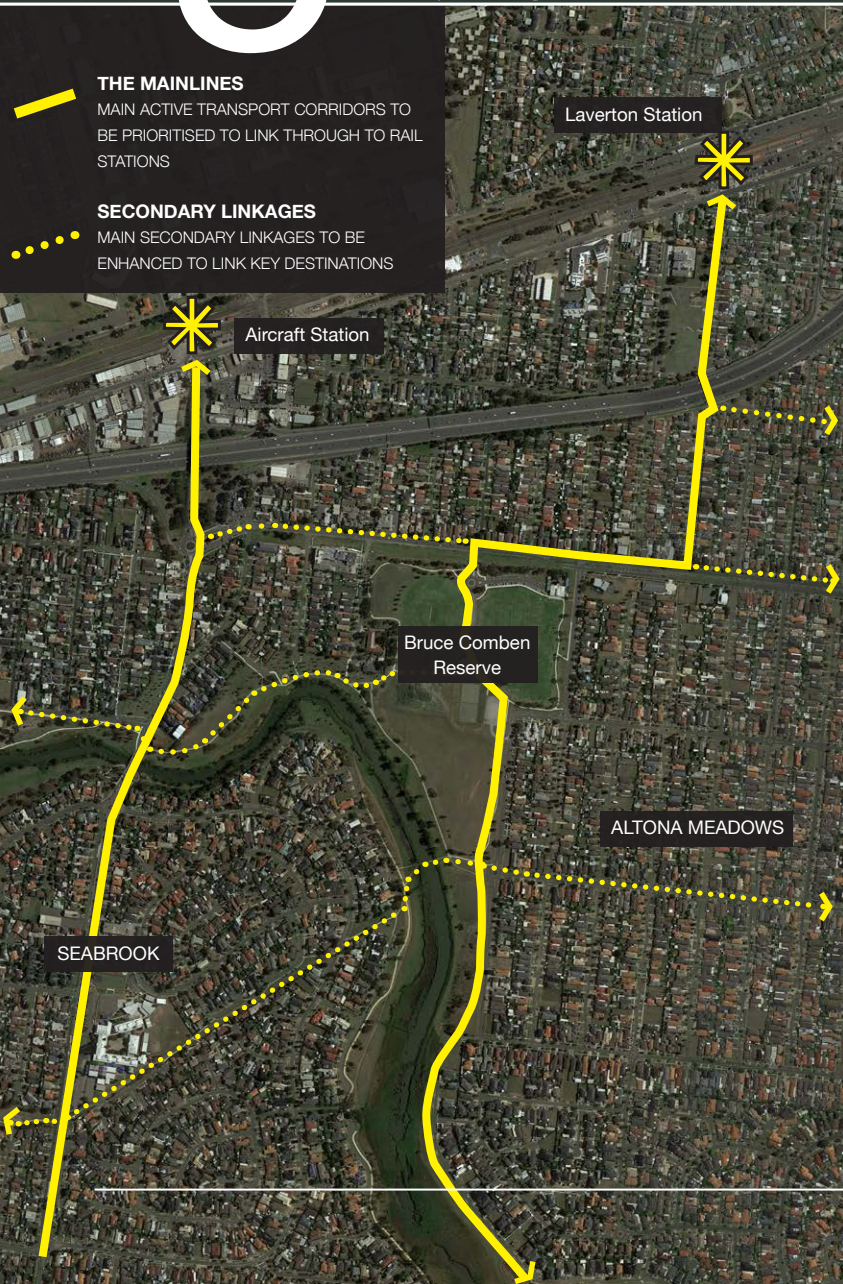 THE MAINLINES
MAIN ACTIVE TRANSPORT CORRIDORS TO
BE PRIORITISED TO LINK THROUGH TO RAIL
STATIONS
SECONDARY LINKAGES
MAIN SECONDARY LINKAGES TO BE
ENHANCED TO LINK KEY DESTINATIONS
Laverton Station
Aircraft Station
Bruce Comben
Reserve
ALTONA MEADOWS
SEABROOK